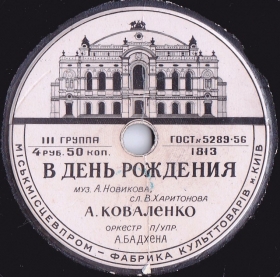 III ГРУППА
4 РУБ. 50 КОП.
ГОСТ № 5289-56
1813
В ДЕНЬ РОЖДЕНИЯ
МУЗ. А.НОВИКОВА,
СЛ. В.ХАРИТОНОВА
А. КОВАЛЕНКО
ОРКЕСТР П/УПР.
А.БАДХЕНА
МІСЬКМІСЦЕВПРОМ – ФАБРИКА КУЛЬТТОВАРІВ м. КИЇВ